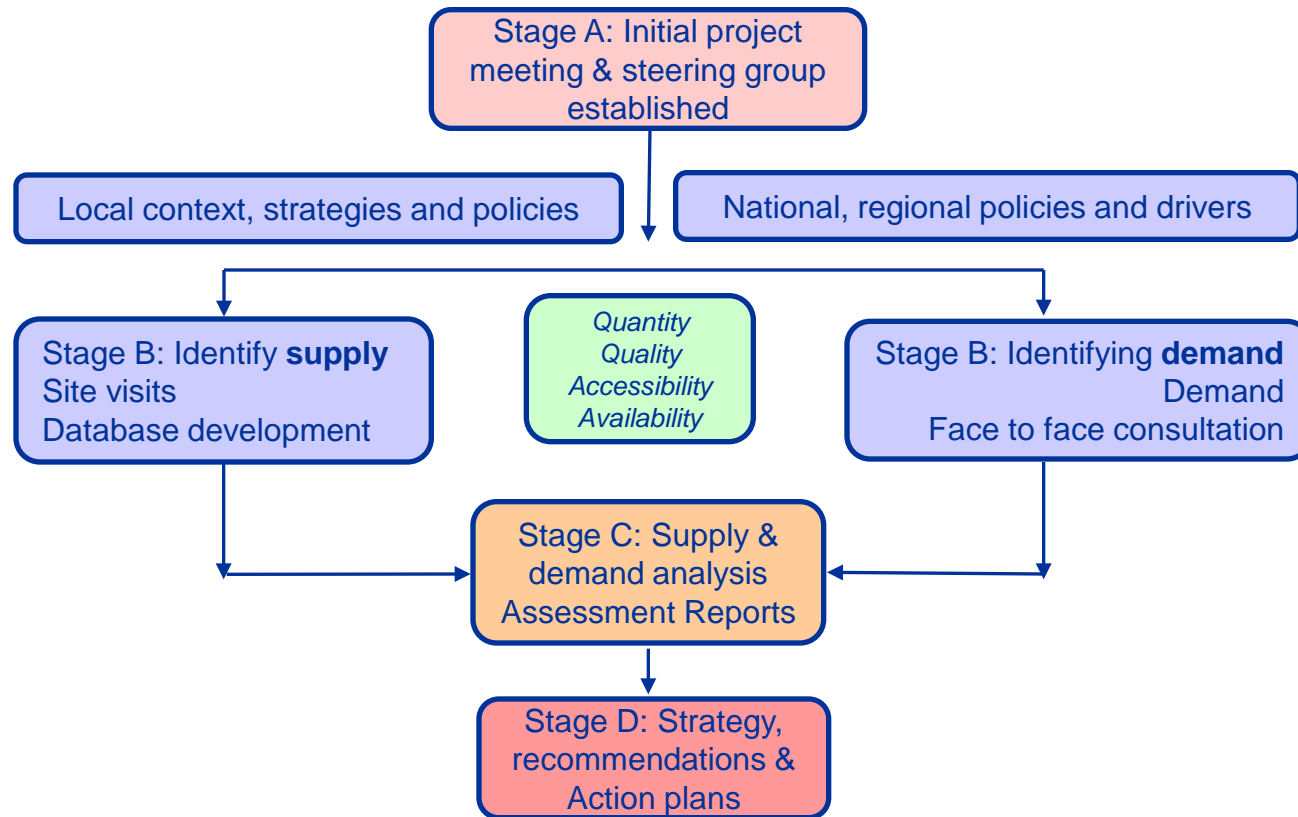 Stage A: Initial project
meeting & steering group
established
Local context, strategies and policies
National, regional policies and drivers
Stage B: Identify supply
Site visits
Database development
Quantity
Quality
Accessibility
Availability
Stage B: Identifying demand
Demand
Face to face consultation
Stage C: Supply &
demand analysis
Assessment Reports
Stage D: Strategy,
recommendations &
Action plans